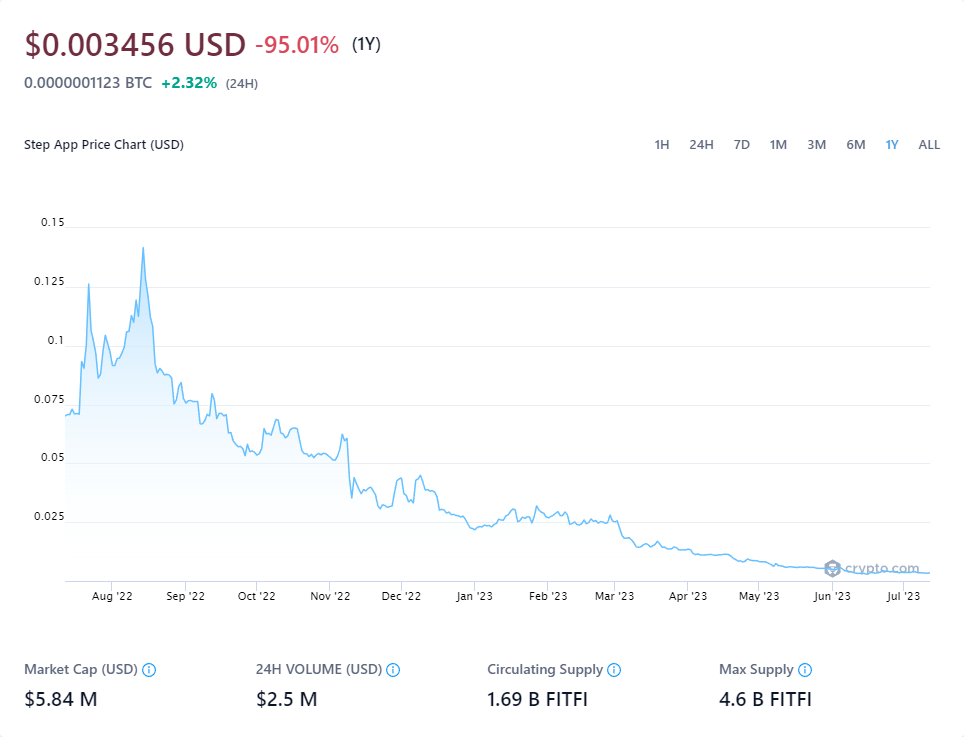 $0.003456 USD -95.01% (1Y)
0.0000001123 BTC +2.32% (24H)
Step App Price Chart (USD) 1H 24H 7D 1M 3M 6M 1Y ALL
0.15
0.125
0.1
0.075
0.05
0.025
crypto.com
Aug '22 Sep '22 Oct '22 Nov '22 Dec '22 Jan '23 Feb '23 Mar '23 Apr '23 May '23 Jun '23 Jul '23
Market Cap (USD) 24H VOLUME (USD) Circulating Supply Max Supply
$5.84 M $2.5 M 1.69 B FITFI 4.6 B FITFI